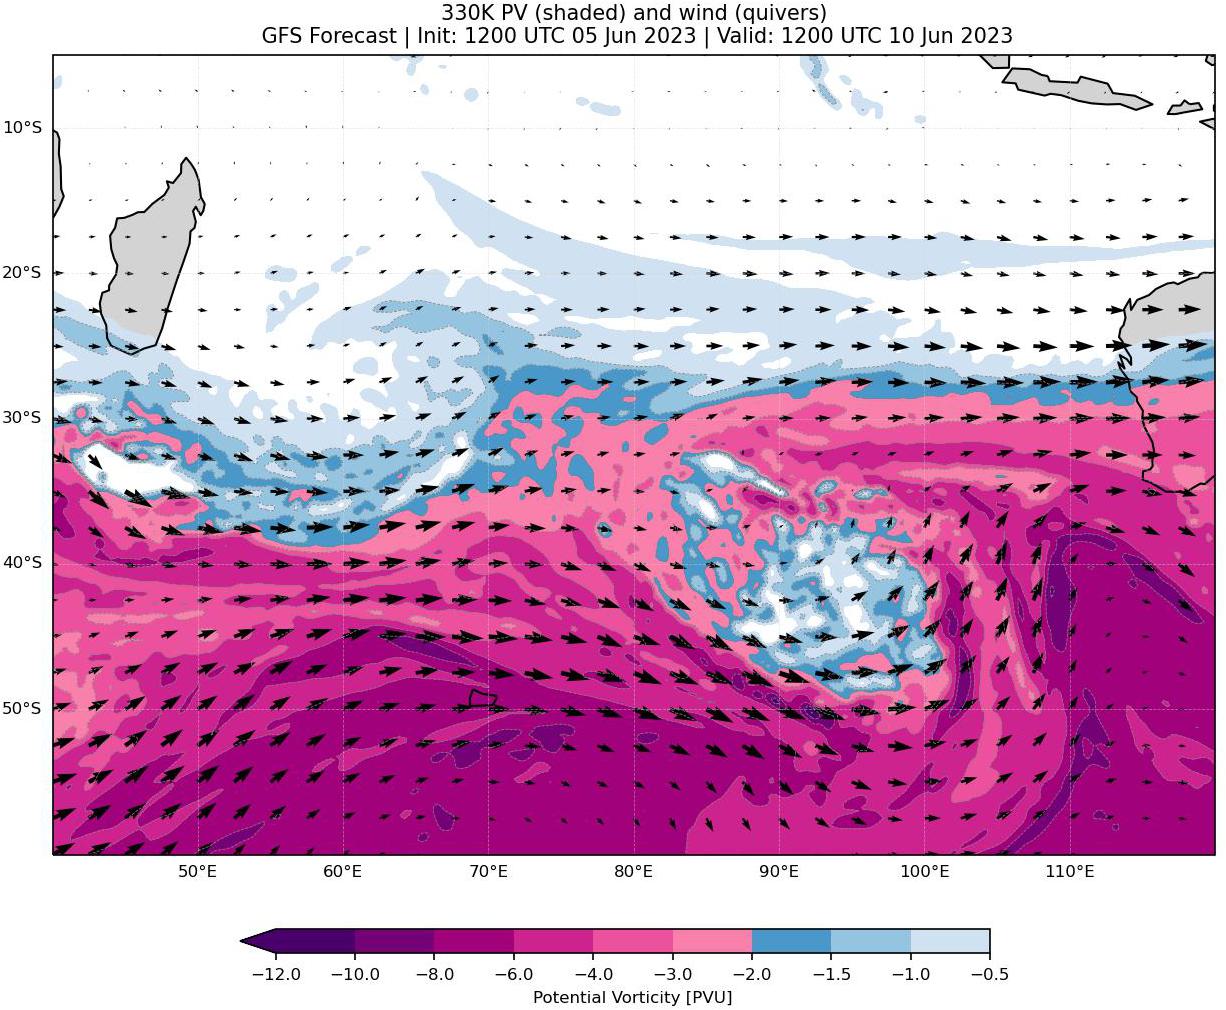 330K PV (shaded) and wind (quivers)
GFS Forecast | Init: 1200 UTC 05 Jun 2023 | Valid: 1200 UTC 10 Jun 2023
10°S
20°S
30°S
40°S
50°S
50°E 60°E 70°E 80°E 90°E 100°E 110°E
−12.0 −10.0 −8.0 −6.0 −4.0 −3.0 −2.0 −1.5 −1.0 −0.5
Potential Vorticity [PVU]